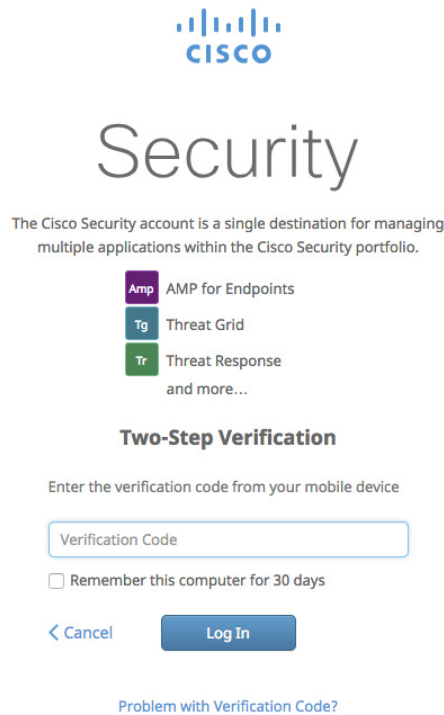 CISCO
Security
The Cisco Security account is a single destination for managing
multiple applications within the Cisco Security portfolio.
Amp AMP for Endpoints
Tg Threat Grid
Tr Threat Response
and more...
Two-Step Verification
Enter the verification code from your mobile device
Verification Code
Remember this computer for 30 days
Cancel Log In
Problem with Verification Code?